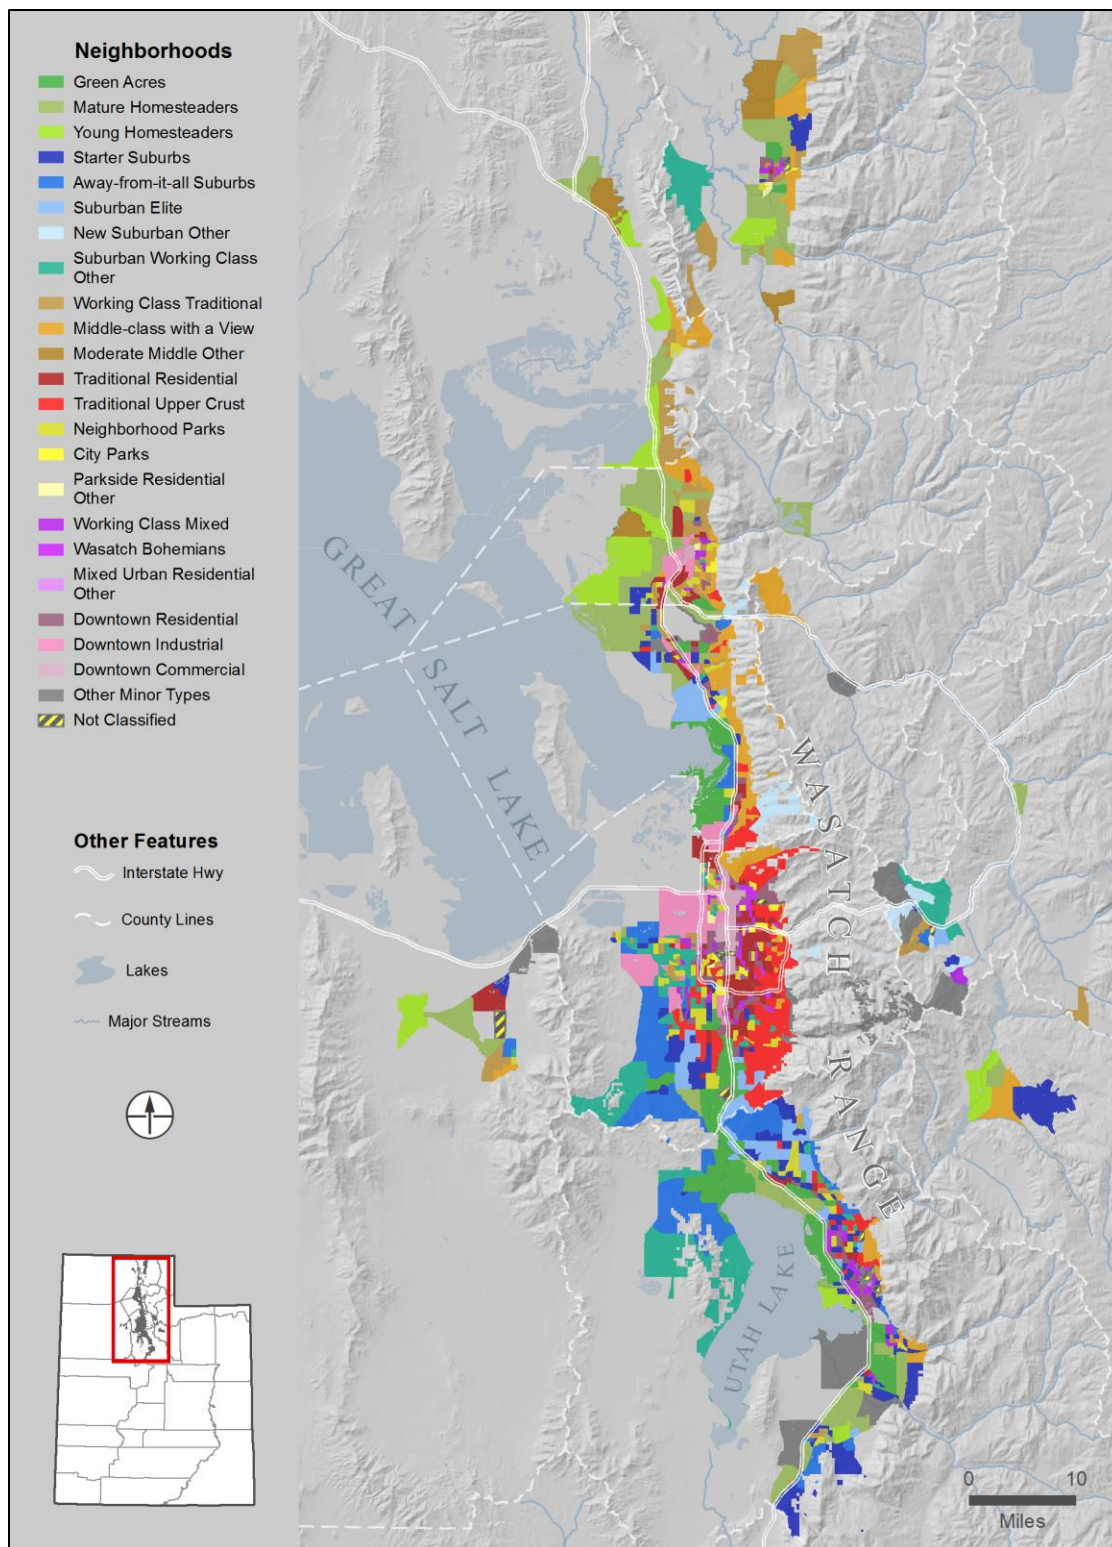 Neighborhoods
Green Acres
Mature Homesteaders
Young Homesteaders
Starter Suburbs
Away-from-it-all Suburbs
Suburban Elite
New Suburban Other
Suburban Working Class
Other
Working Class Traditional
Middle-class with a View
Moderate Middle Other
Traditional Residential
Traditional Upper Crust
Neighborhood Parks
City Parks
Parkside Residential
Other
Working Class Mixed
Wasatch Bohemians
Mixed Urban Residential
Other
Downtown Residential
Downtown Industrial
Downtown Commercial
Other Minor Types
Not Classified
Other Features
Interstate Hwy
County Lines
Lakes
Major Streams
GREAT SALT LAKE
WASATCH RANGE
UTAH LAKE
0 10
Miles